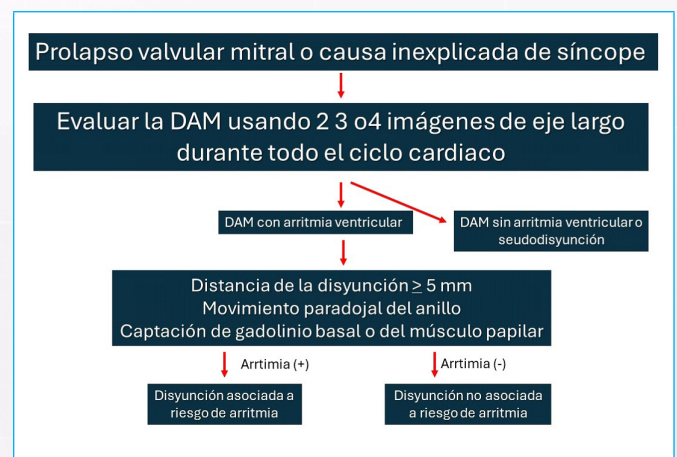 Prolapso valvular mitral o causa inexplicada de síncope
Evaluar la DAM usando 2 3 o4 imágenes de eje largo
durante todo el ciclo cardiaco
DAM con arritmia ventricular
DAM sin arritmia ventricular o
seudodisyunción
Distancia de la disyunción ≥ 5 mm
Movimiento paradojal del anillo
Captación de gadolinio basal o del músculo papilar
Arrtimia (+)
Arrtimia (-)
Disyunción asociada a
riesgo de arritmia
Disyunción no asociada
a riesgo de arritmia